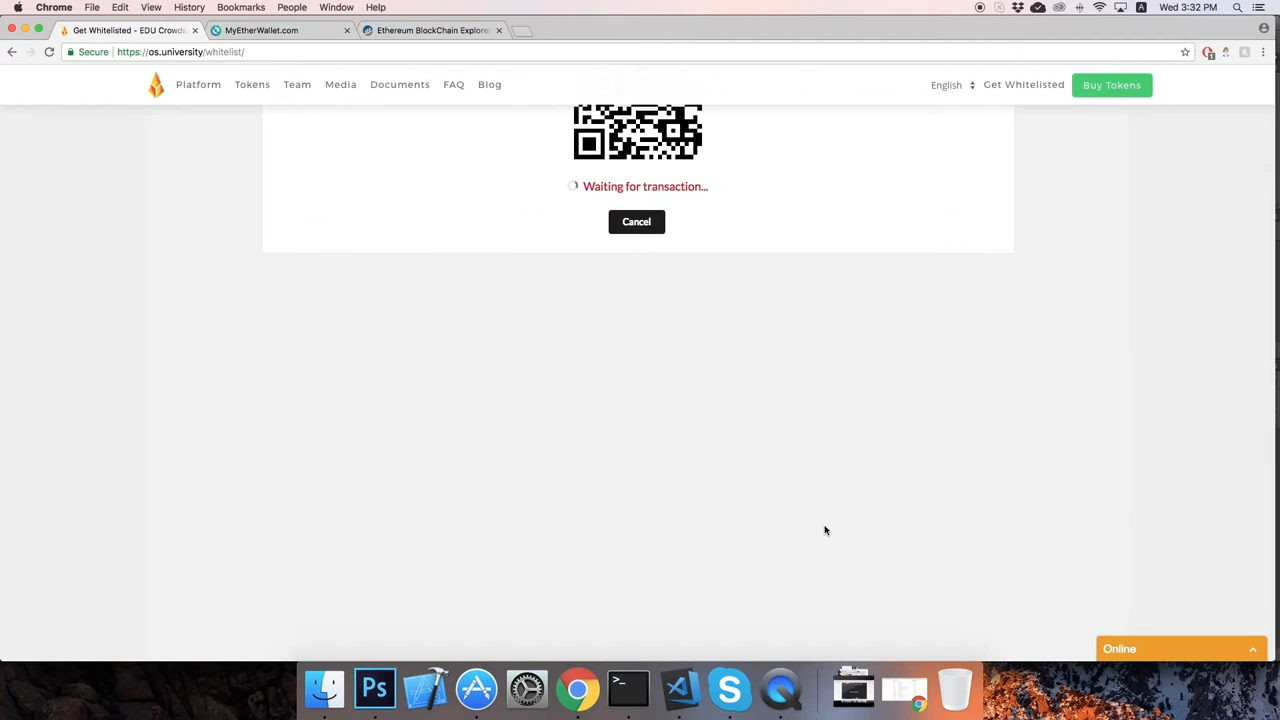 Chrome File Edit View History Bookmarks People Window Help
Wed 3:32 PM
Get Whitelisted - EDU Crowds
MyEtherWallet.com
Ethereum BlockChain Explorer
Secure https://os.university/whitelist/
Platform Tokens Team Media Documents FAQ Blog
English Get Whitelisted Buy Tokens
Waiting for transaction...
Cancel
Online
Ps